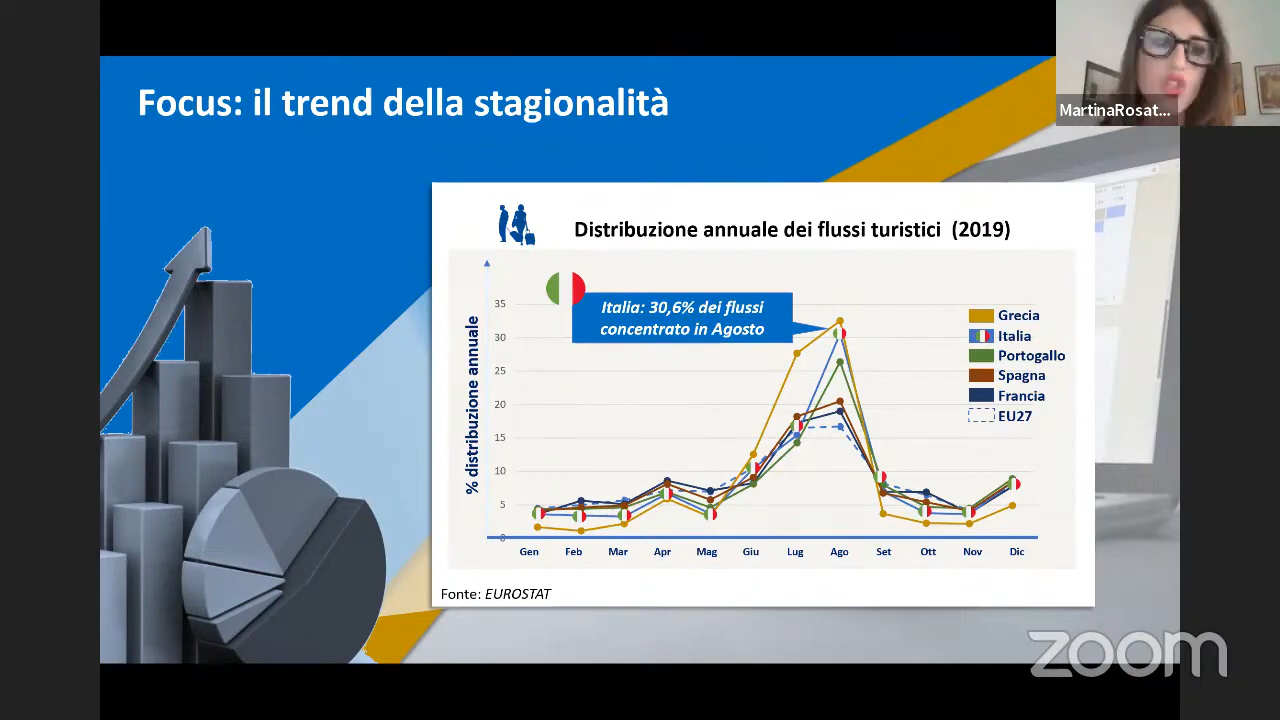 MartinaRosat...
Focus: il trend della stagionalità
Distribuzione annuale dei flussi turistici (2019)
Italia: 30,6% dei flussi
concentrato in Agosto
% distribuzione annuale
35
30
25
20
15
10
5
0
Grecia
Italia
Portogallo
Spagna
Francia
EU27
Gen Feb Mar Apr Mag Giu Lug Ago Set Ott Nov Dic
Fonte: EUROSTAT
zoom